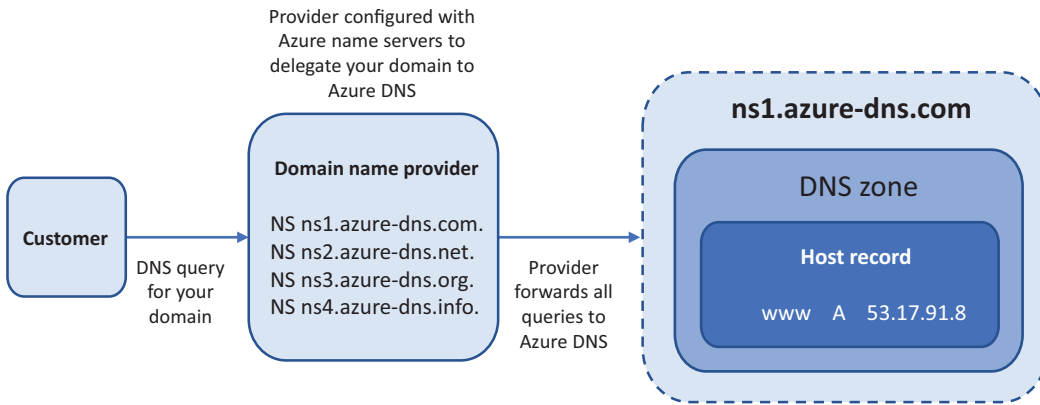 Provider configured with
Azure name servers to
delegate your domain to
Azure DNS
Customer
DNS query
for your
domain
Domain name provider
NS ns1.azure-dns.com.
NS ns2.azure-dns.net.
NS ns3.azure-dns.org.
NS ns4.azure-dns.info.
Provider
forwards all
queries to
Azure DNS
ns1.azure-dns.com
DNS zone
Host record
www A 53.17.91.8